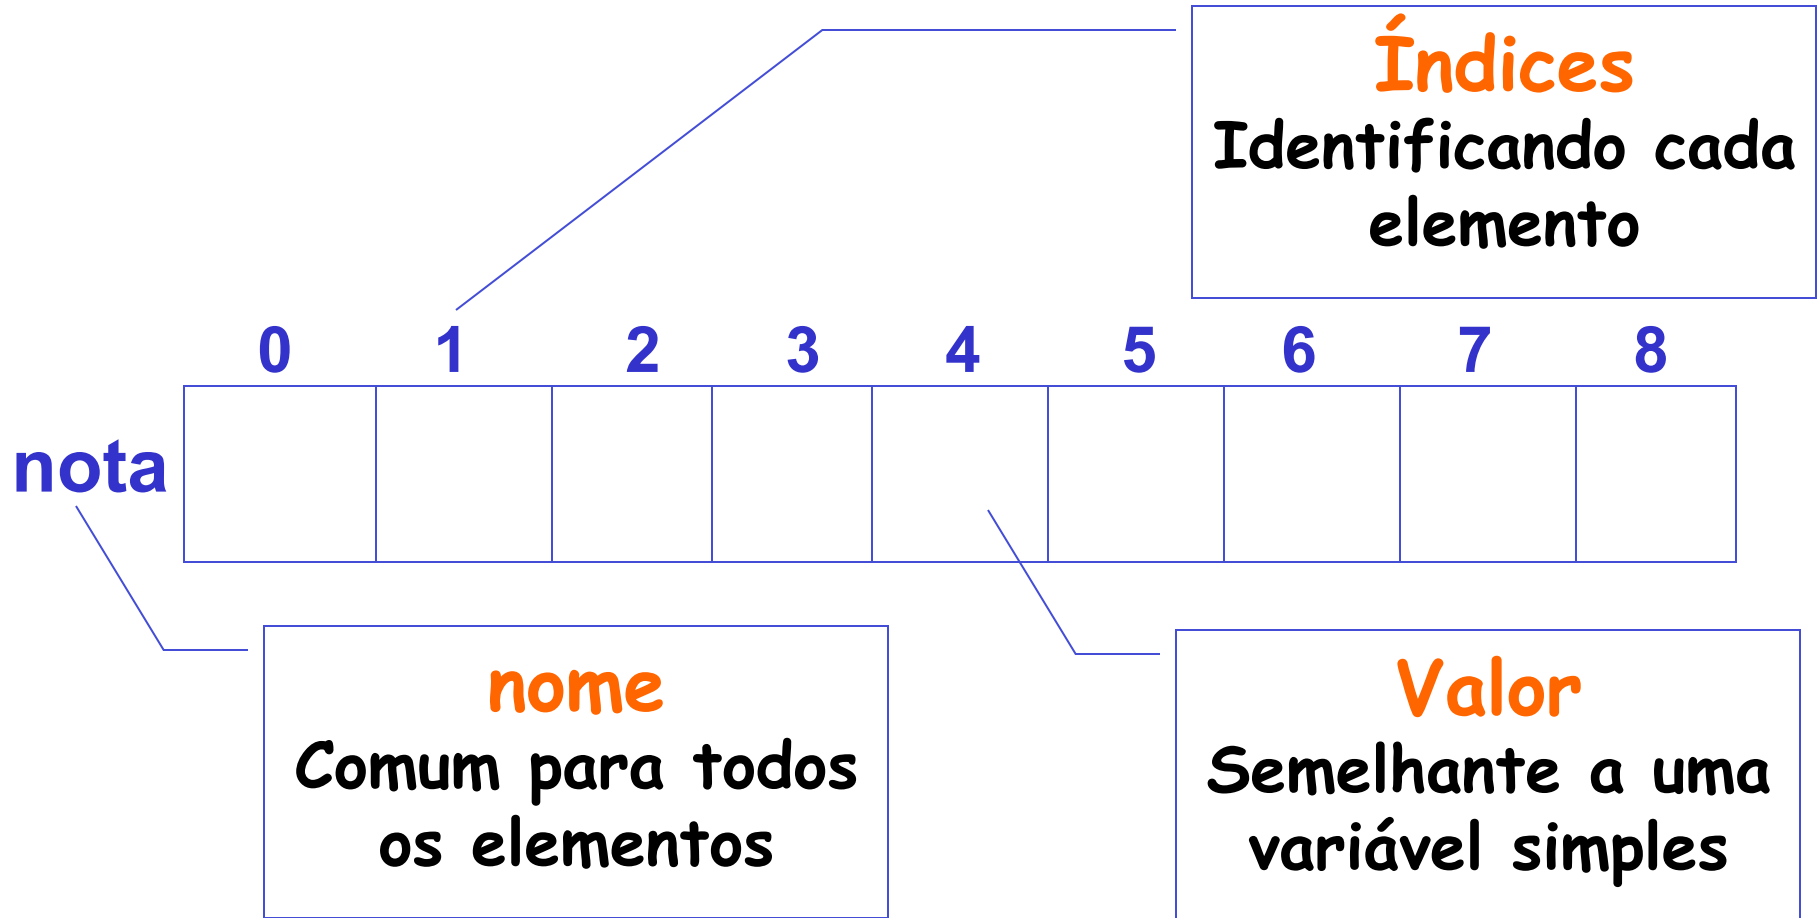 Índices
Identificando cada
elemento
0 1 2 3 4 5 6 7 8
nota
nome
Comum para todos
os elementos
Valor
Semelhante a uma
variável simples